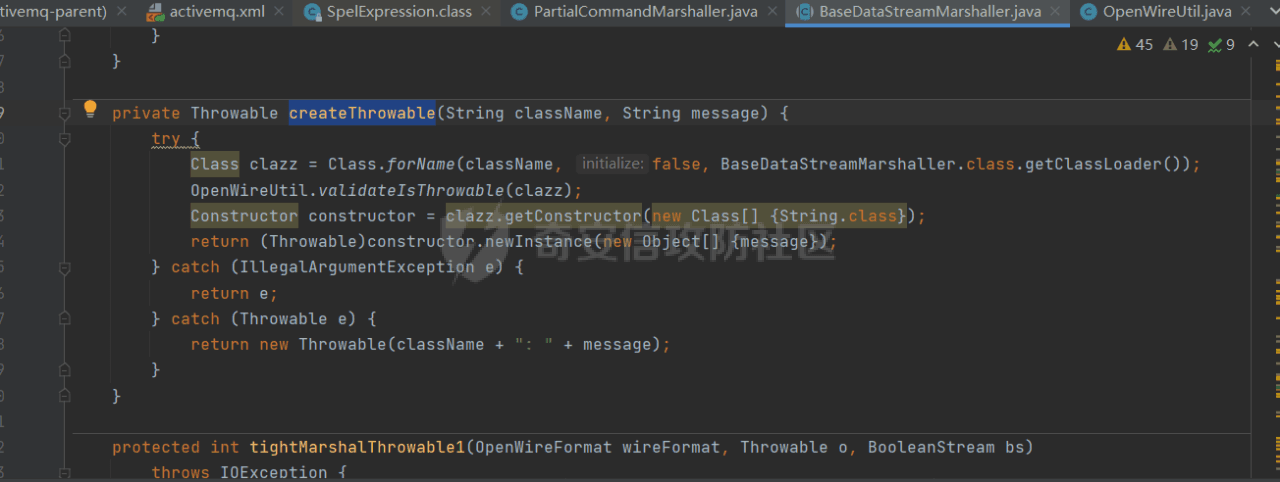 tivemq-parent) activemq.xml SpelExpression.class PartialCommandMarshaller.java BaseDataStreamMarshaller.java OpenWireUtil.java
45 19 9
}
}
private Throwable createThrowable(String className, String message) {
try {
Class clazz = Class.forName(className, initialize: false, BaseDataStreamMarshaller.class.getClassLoader());
OpenWireUtil.validateIsThrowable(clazz);
Constructor constructor = clazz.getConstructor(new Class[] {String.class});
return (Throwable)constructor.newInstance(new Object[] {message});
奇安信攻防社区
} catch (IllegalArgumentException e) {
return e;
} catch (Throwable e) {
return new Throwable(className + ": " + message);
}
}
protected int tightMarshalThrowable1(OpenWireFormat wireFormat, Throwable o, BooleanStream bs)
throws IOException {